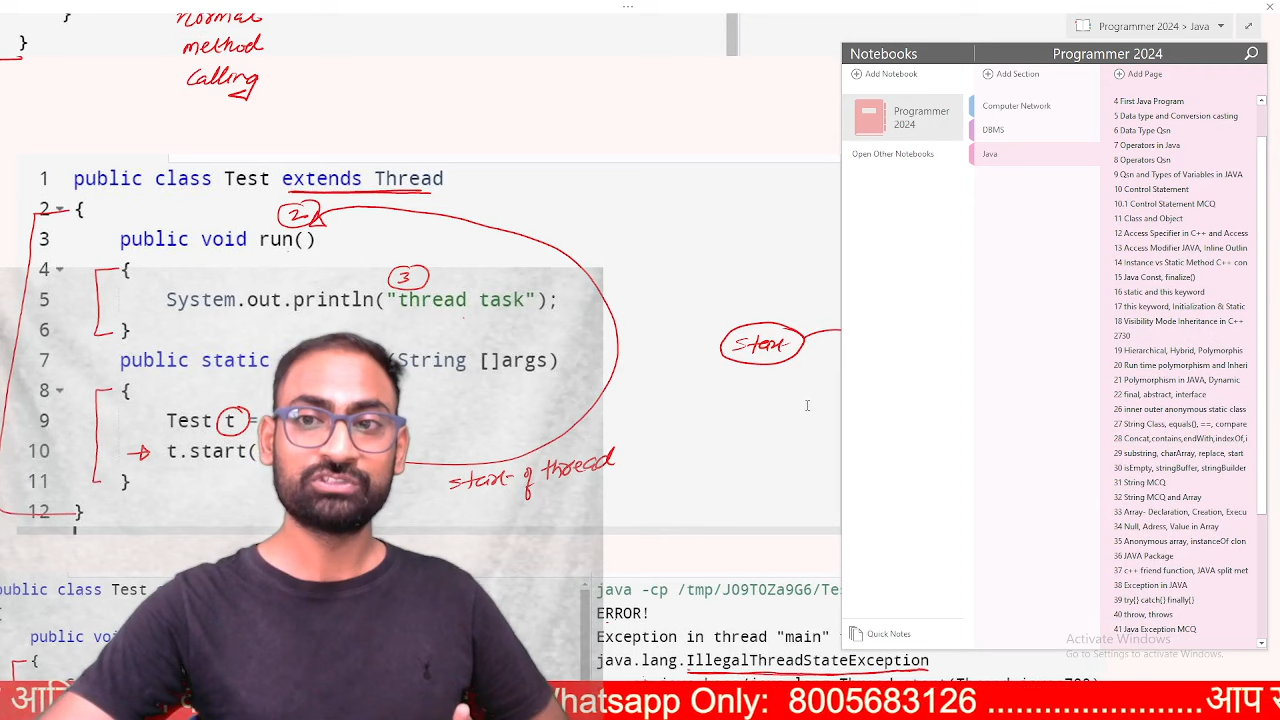 normal
method
calling
}
}
1 public class Test extends Thread
2 {
2
3 public void run()
4 {
3
5 System.out.println("thread task");
6 }
7 public static (String []args)
8 {
9 Test t =
10 t.start(
11 }
12 }
start of thread
start
public class Test
{
public vo
{
java -cp /tmp/JO9TOZa9G6/Te
ERROR!
Exception in thread "main"
java.lang.IllegalThreadStateException
Programmer 2024 > Java
Notebooks
Programmer 2024
Add Notebook
Add Section
Add Page
Programmer 2024
Open Other Notebooks
Quick Notes
Computer Network
DBMS
Java
4 First Java Program
5 Data type and Conversion casting
6 Data Type Qsn
7 Operators in Java
8 Operators Qsn
9 Qsn and Types of Variables in JAVA
10 Control Statement
10.1 Control Statement MCQ
11 Class and Object
12 Access Specifier in C++ and Access
13 Access Modifier JAVA, Inline Outlin
14 Instance vs Static Method C++ con
15 Java Const, finalize()
16 static and this keyword
17 this keyword, Initialization & Static
18 Visibility Mode Inheritance in C++
2730
19 Hierarchical, Hybrid, Polymorphis
20 Run time polymorphism and Inheri
21 Polymorphism in JAVA, Dynamic
22 final, abstract, interface
26 inner outer anonymous static class
27 String Class, equals(), ==, compare
28 Concat,contains,endWith,indexOf,i
29 substring, charArray, replace, start
30 isEmpty, stringBuffer, stringBuilder
31 String MCQ
32 String MCQ and Array
33 Array- Declaration, Creation, Execu
34 Null, Adress, Value in Array
35 Anonymous array, instanceOf clon
36 JAVA Package
37 c++ friend function, JAVA split met
38 Exception in JAVA
39 try{} catch{} finally{}
40 throw, throws
41 Java Exception MCQ
Activate Windows
Go to Settings to activate Windows.
Whatsapp Only: 8005683126 ....................... आप